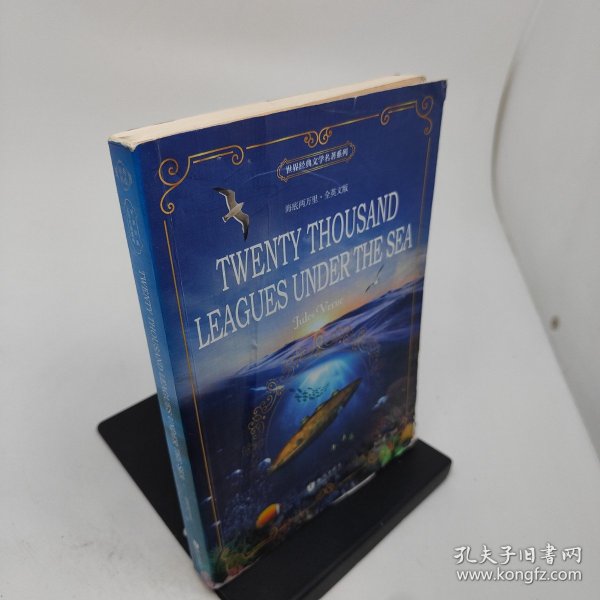 世界经典文学名著系列
海底两万里·全英文版
TWENTY THOUSAND
LEAGUES UNDER THE SEA
Jules Verne
TWENTY THOUSAND LEAGUES UNDER THE SEA
孔夫子旧书网
www.kongfz.com